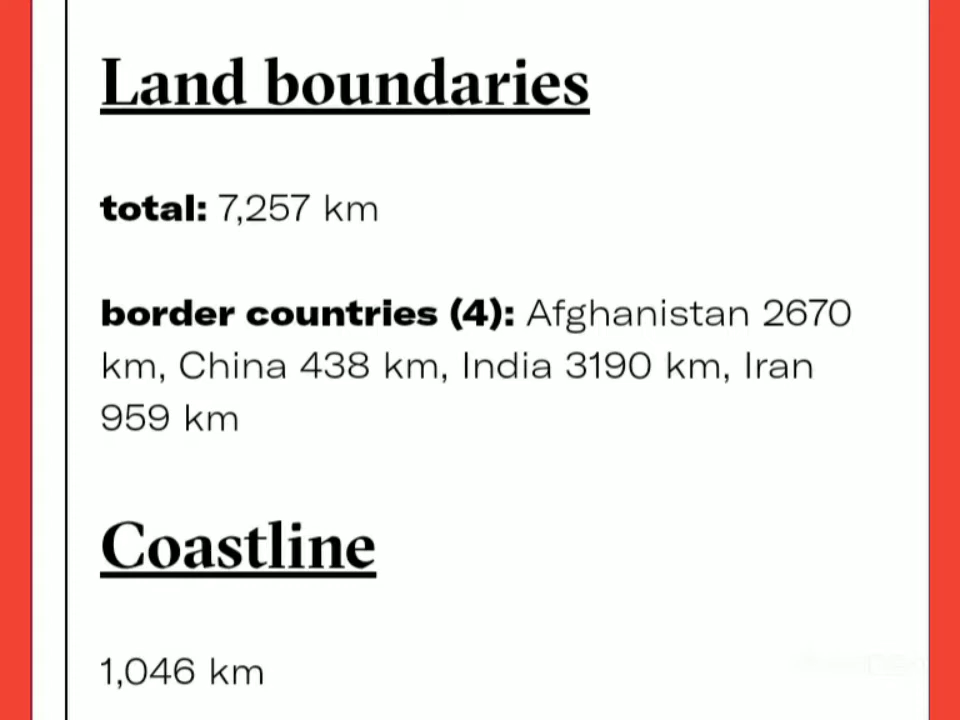 Land boundaries
total: 7,257 km
border countries (4): Afghanistan 2670
km, China 438 km, India 3190 km, Iran
959 km
Coastline
1,046 km